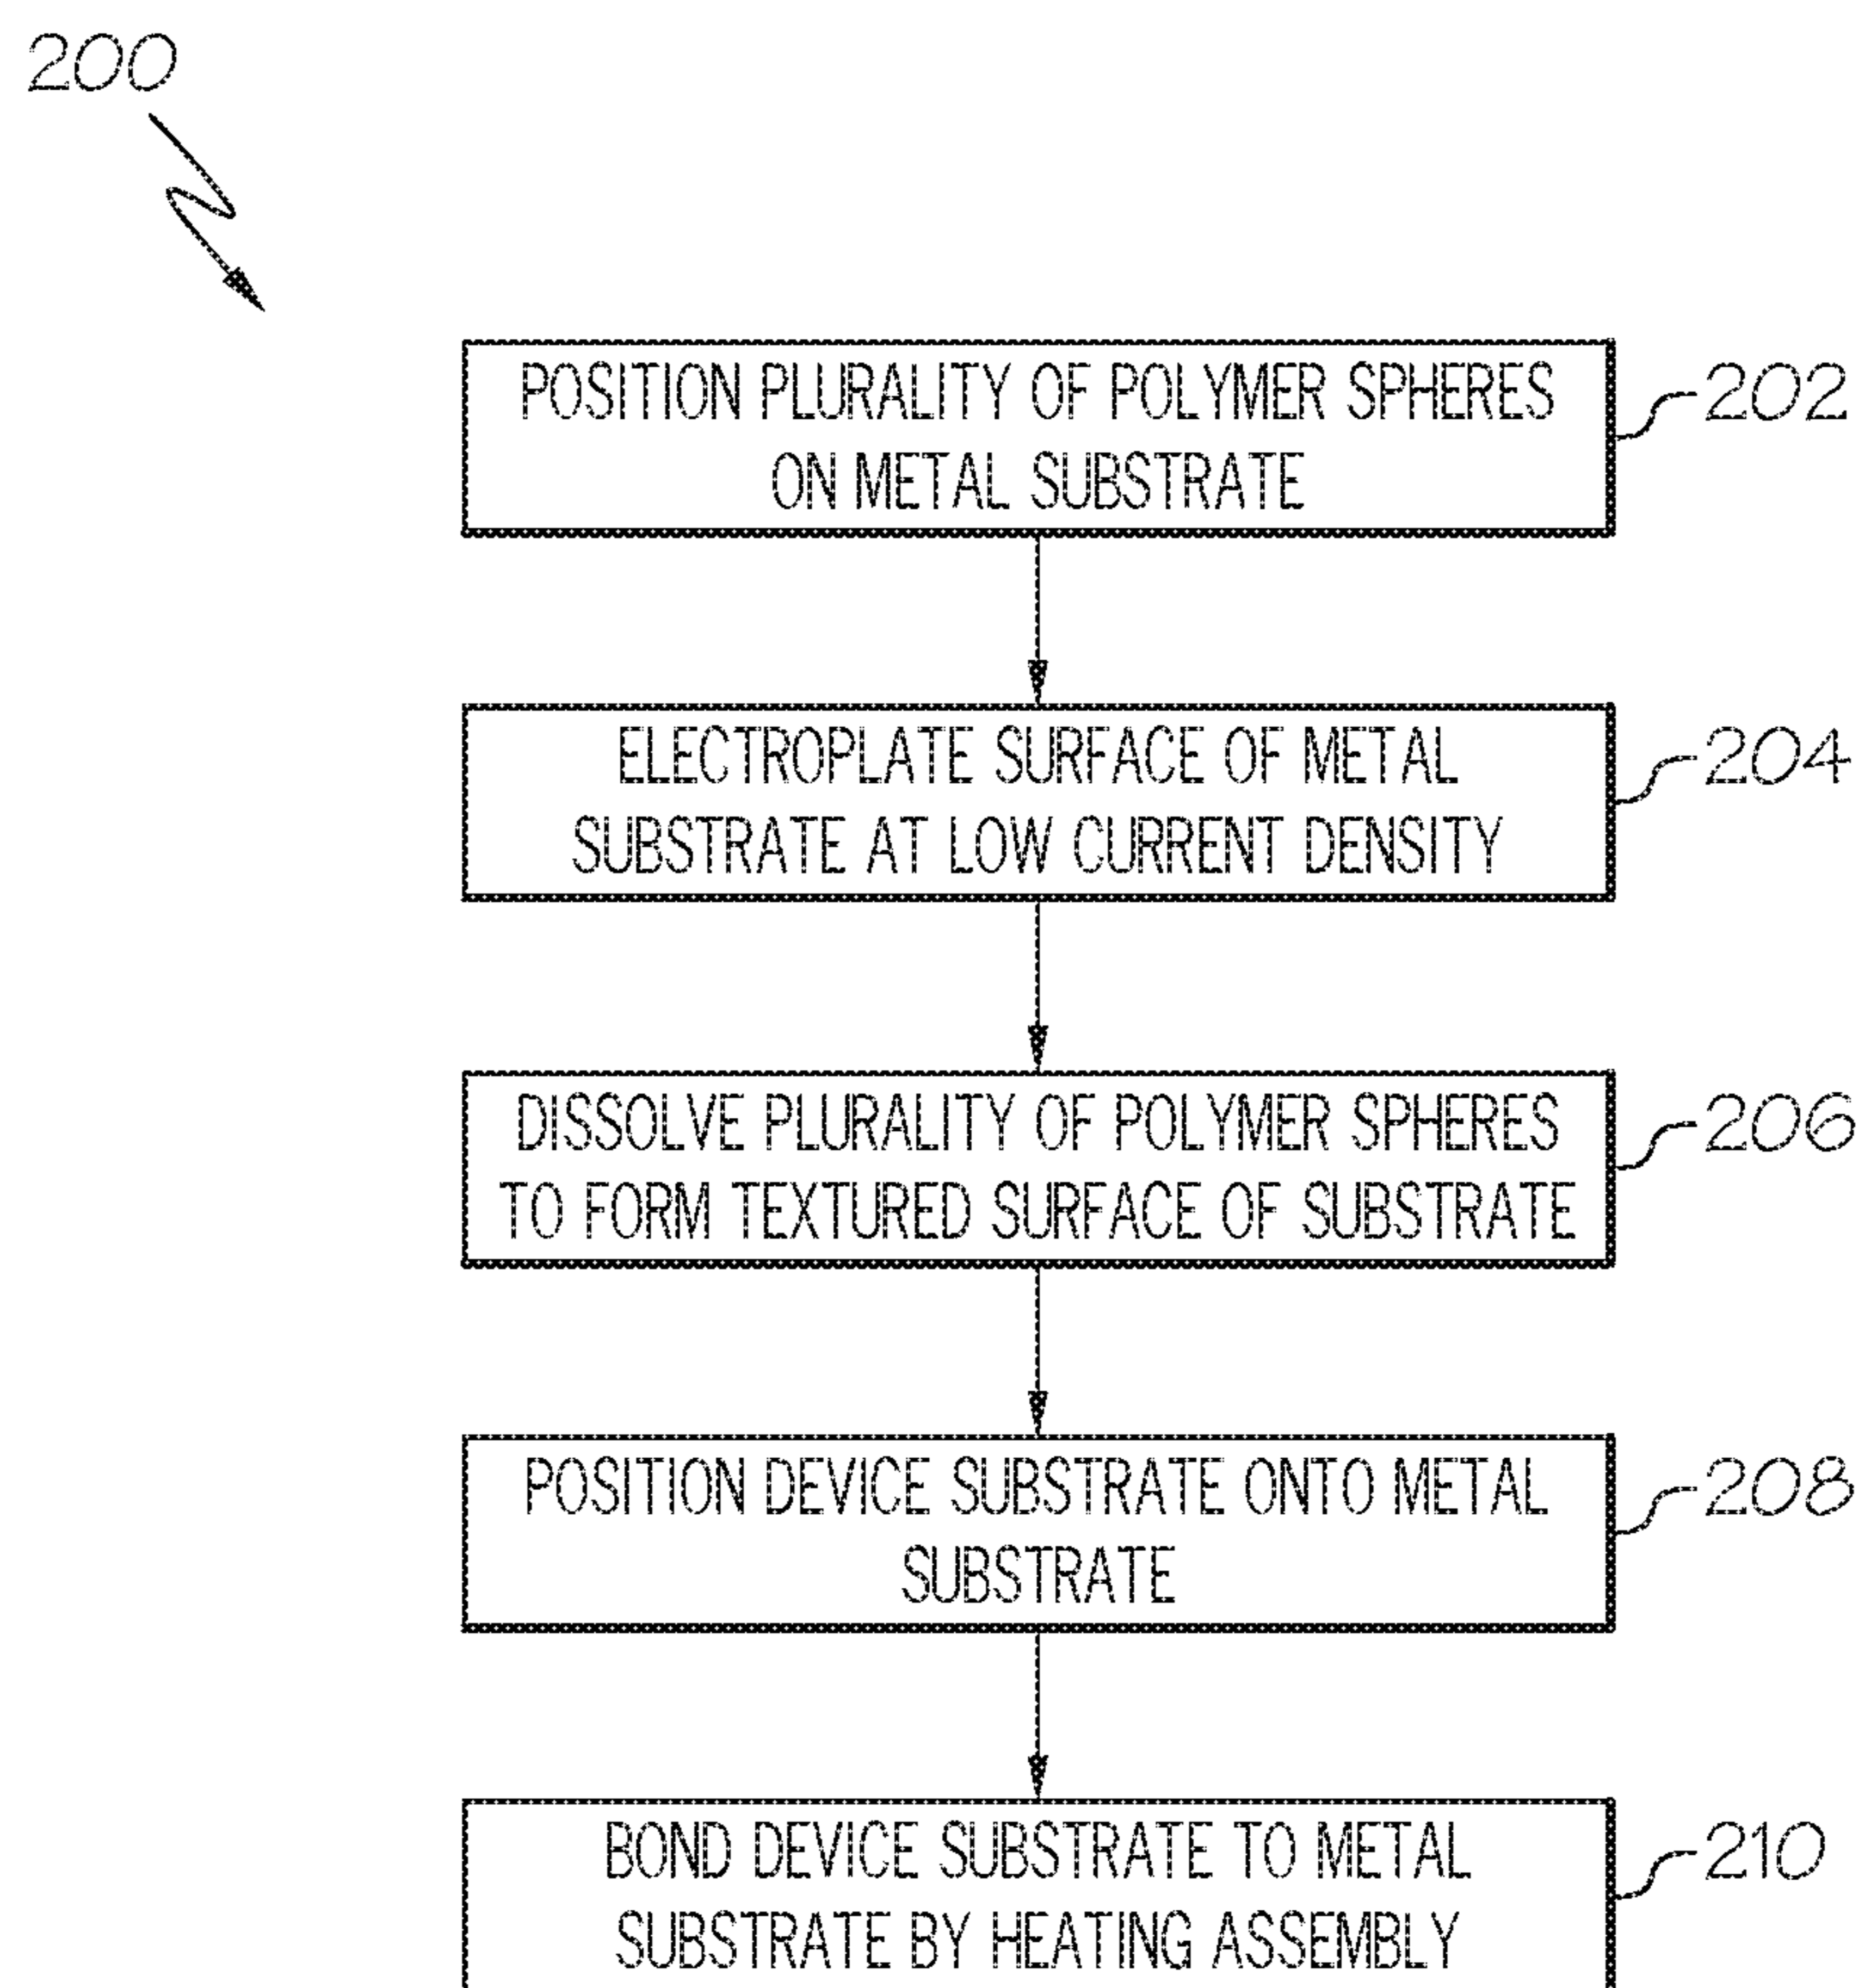 200
POSITION PLURALITY OF POLYMER SPHERES
ON METAL SUBSTRATE
202
ELECTROPLATE SURFACE OF METAL
SUBSTRATE AT LOW CURRENT DENSITY
204
DISSOLVE PLURALITY OF POLYMER SPHERES
TO FORM TEXTURED SURFACE OF SUBSTRATE
206
POSITION DEVICE SUBSTRATE ONTO METAL
SUBSTRATE
208
BOND DEVICE SUBSTRATE TO METAL
SUBSTRATE BY HEATING ASSEMBLY
210